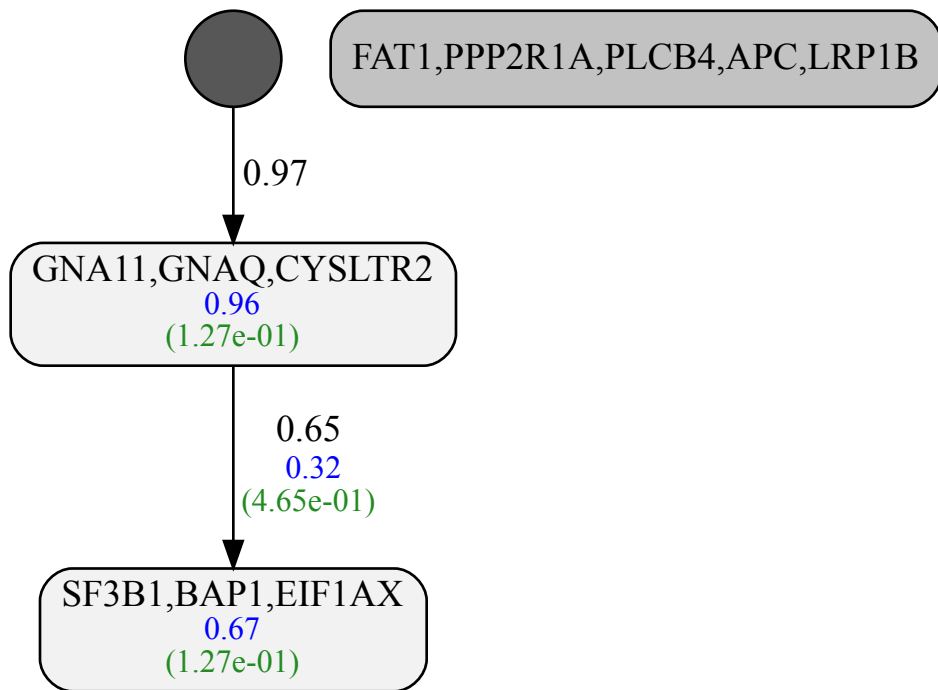 FAT1,PPP2R1A,PLCB4,APC,LRP1B
0.97
GNA11,GNAQ,CYSLTR2
0.96
(1.27e-01)
0.65
0.32
(4.65e-01)
SF3B1,BAP1,EIF1AX
0.67
(1.27e-01)